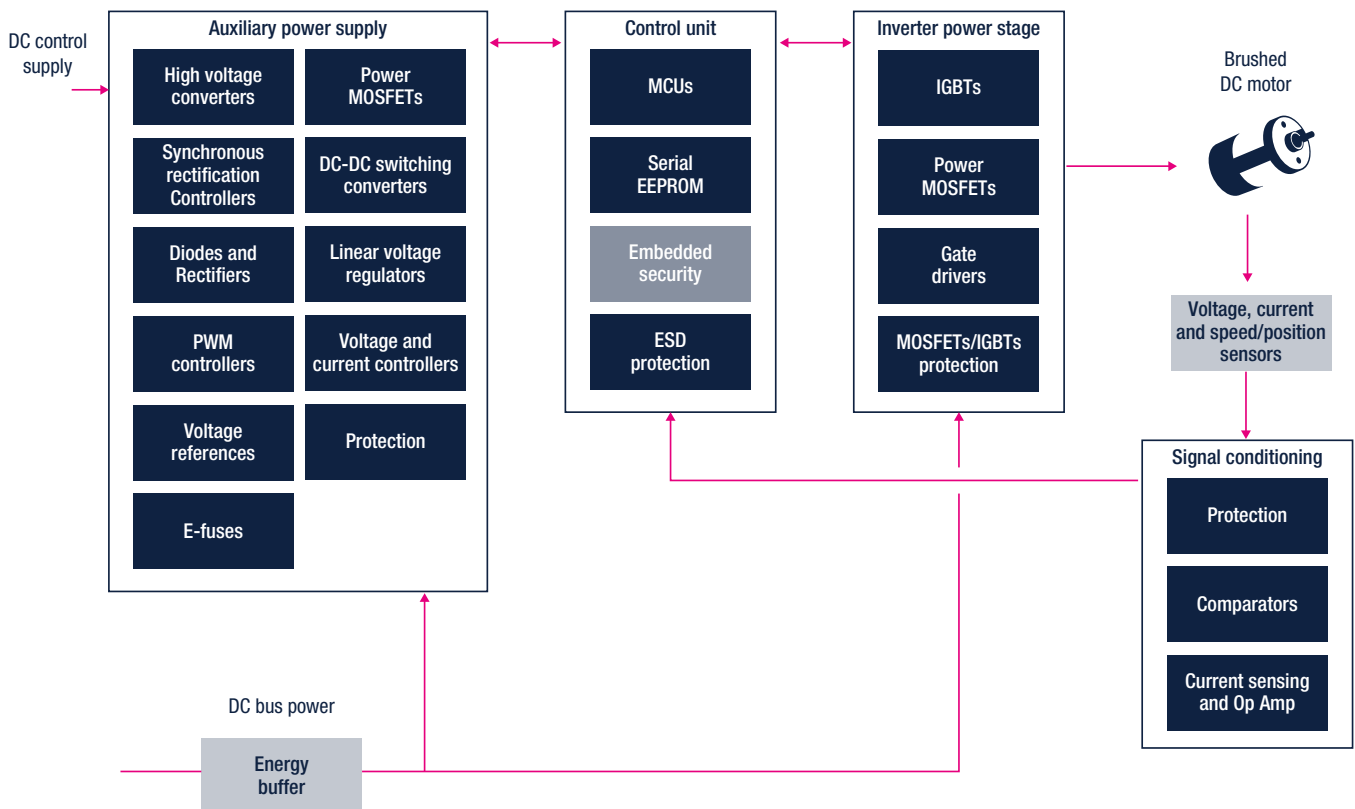 DC control
supply
Auxiliary power supply
High voltage
converters
Power
MOSFETs
Synchronous
rectification
Controllers
DC-DC switching
converters
Diodes and
Rectifiers
Linear voltage
regulators
PWM
controllers
Voltage and
current controllers
Voltage
references
Protection
E-fuses
Control unit
MCUs
Serial
EEPROM
Embedded
security
ESD
protection
Inverter power stage
IGBTs
Power
MOSFETs
Gate
drivers
MOSFETs/IGBTs
protection
Brushed
DC motor
Voltage, current
and speed/position
sensors
Signal conditioning
Protection
Comparators
Current sensing
and Op Amp
DC bus power
Energy
buffer